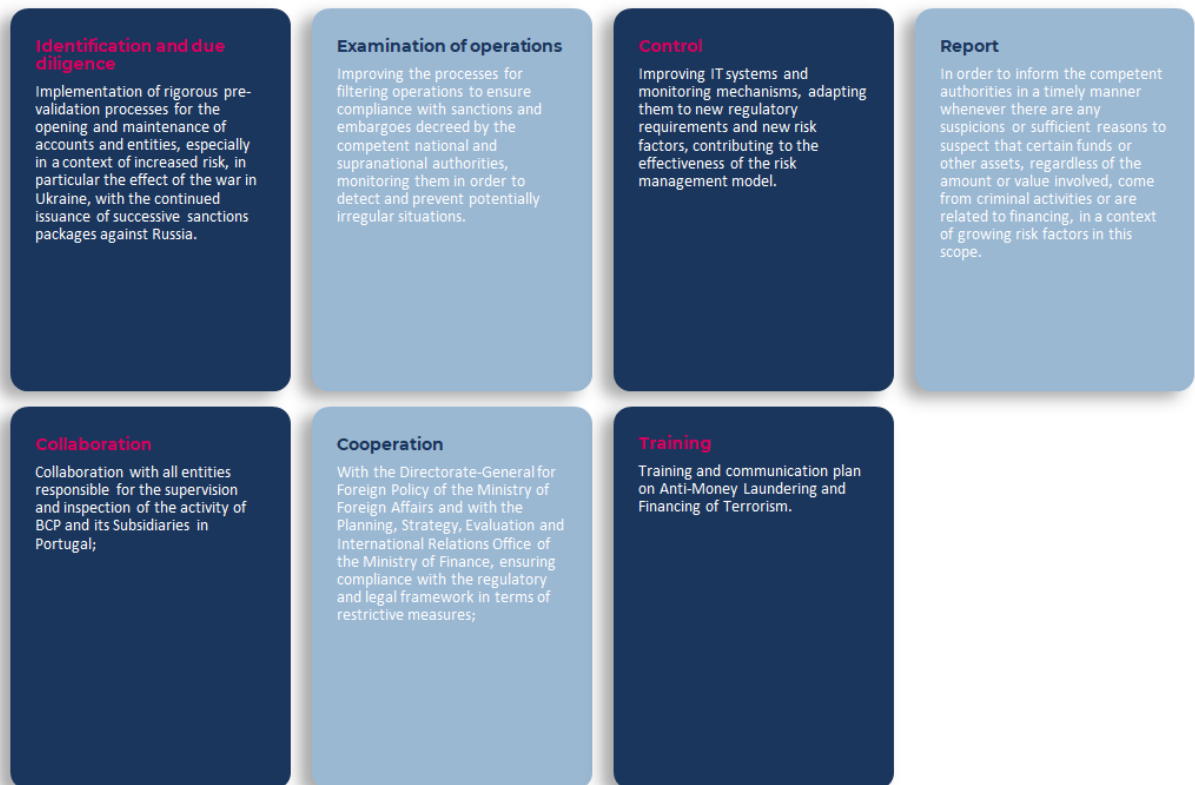 Identification and due
diligence
Implementation of rigorous pre-
validation processes for the
opening and maintenance of
accounts and entities, especially
in a context of increased risk, in
particular the effect of the war in
Ukraine, with the continued
issuance of successive sanctions
packages against Russia.
Examination of operations
Improving the processes for
filtering operations to ensure
compliance with sanctions and
embargoes decreed by the
competent national and
supranational authorities,
monitoring them in order to
detect and prevent potentially
irregular situations.
Control
Improving IT systems and
monitoring mechanisms, adapting
them to new regulatory
requirements and new risk
factors, contributing to the
effectiveness of the risk
management model.
Report
In order to inform the competent
authorities in a timely manner
whenever there are any
suspicions or sufficient reasons to
suspect that certain funds or
other assets, regardless of the
amount or value involved, come
from criminal activities or are
related to financing, in a context
of growing risk factors in this
scope.
Collaboration
Collaboration with all entities
responsible for the supervision
and inspection of the activity of
BCP and its Subsidiaries in
Portugal;
Cooperation
With the Directorate-General for
Foreign Policy of the Ministry of
Foreign Affairs and with the
Planning, Strategy, Evaluation and
International Relations Office of
the Ministry of Finance, ensuring
compliance with the regulatory
and legal framework in terms of
restrictive measures;
Training
Training and communication plan
on Anti-Money Laundering and
Financing of Terrorism.